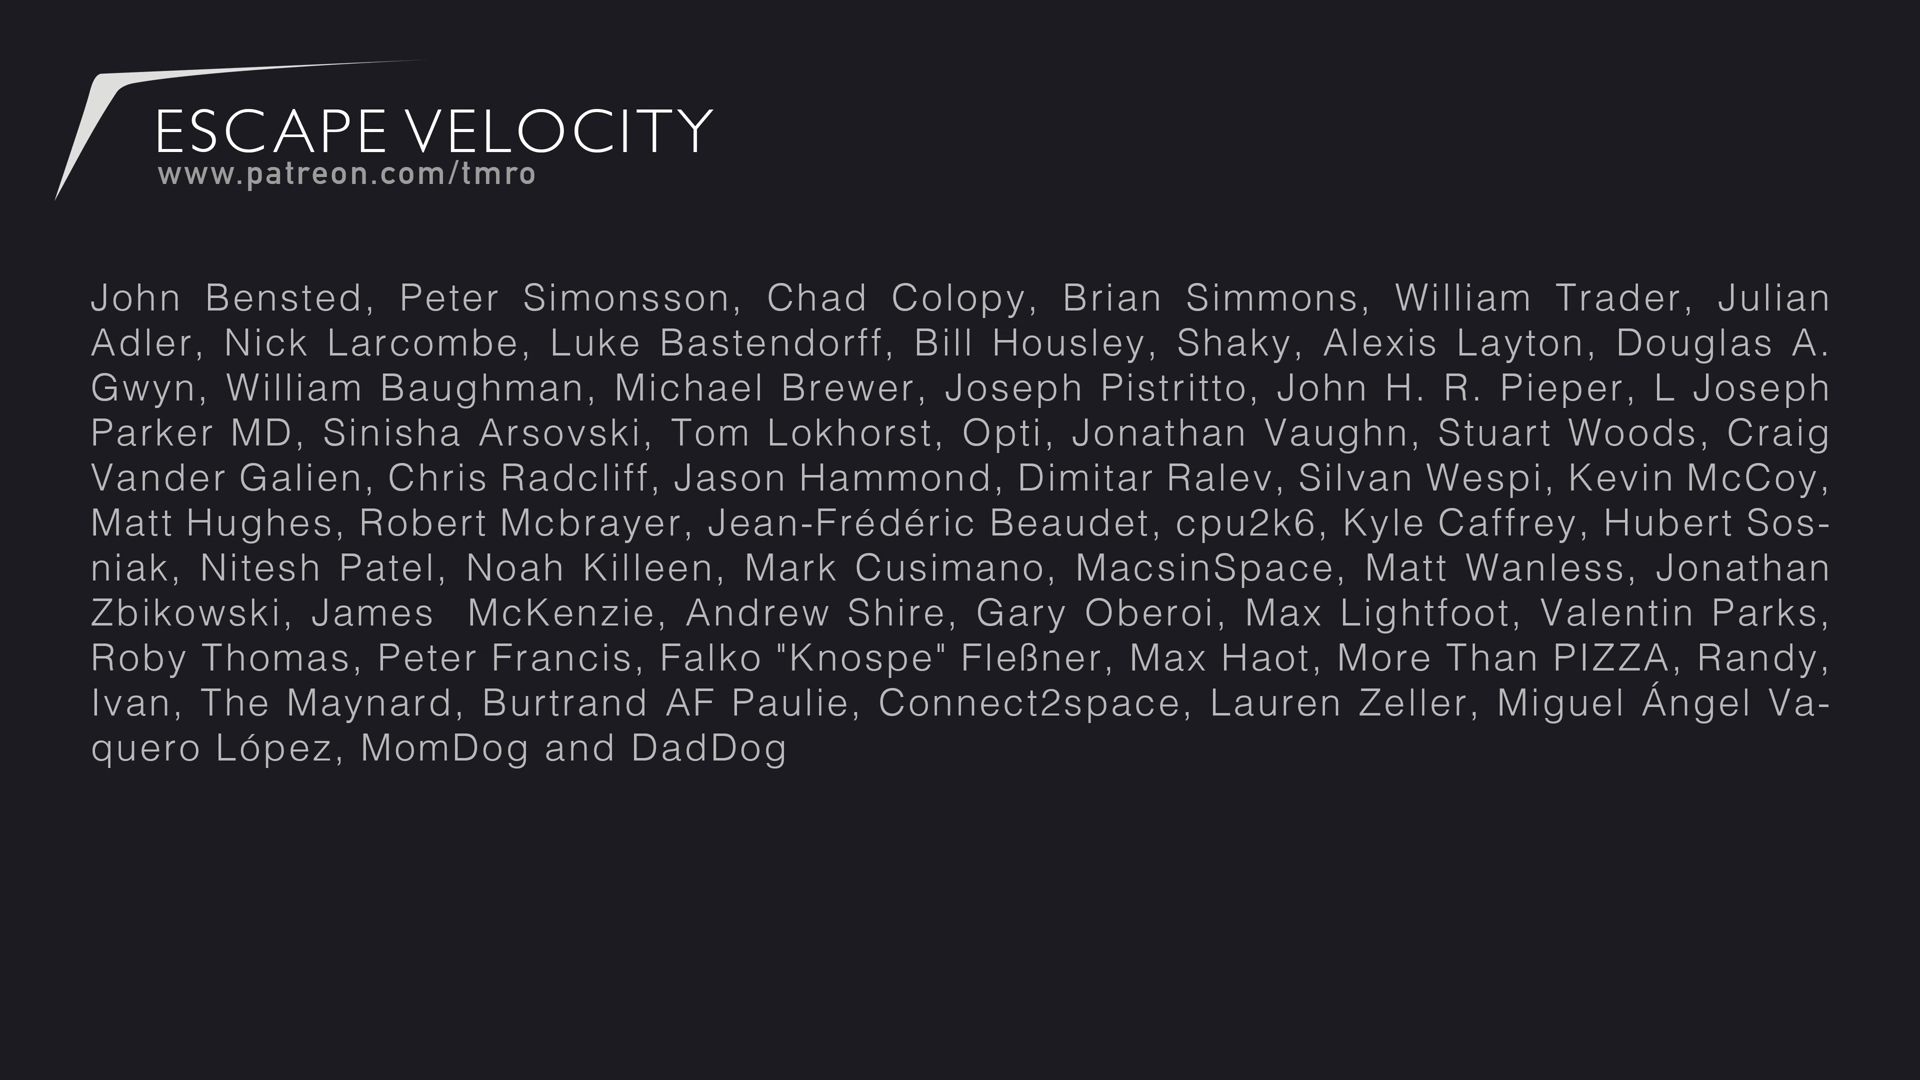 ESCAPE VELOCITY
www.patreon.com/tmro
John Bensted, Peter Simonsson, Chad Colopy, Brian Simmons, William Trader, Julian
Adler, Nick Larcombe, Luke Bastendorff, Bill Housley, Shaky, Alexis Layton, Douglas A.
Gwyn, William Baughman, Michael Brewer, Joseph Pistritto, John H. R. Pieper, L Joseph
Parker MD, Sinisha Arsovski, Tom Lokhorst, Opti, Jonathan Vaughn, Stuart Woods, Craig
Vander Galien, Chris Radcliff, Jason Hammond, Dimitar Ralev, Silvan Wespi, Kevin McCoy,
Matt Hughes, Robert Mcbrayer, Jean-Frédéric Beaudet, cpu2k6, Kyle Caffrey, Hubert Sos-
niak, Nitesh Patel, Noah Killeen, Mark Cusimano, MacsinSpace, Matt Wanless, Jonathan
Zbikowski, James  McKenzie, Andrew Shire, Gary Oberoi, Max Lightfoot, Valentin Parks,
Roby Thomas, Peter Francis, Falko "Knospe" Fleßner, Max Haot, More Than PIZZA, Randy,
Ivan, The Maynard, Burtrand AF Paulie, Connect2space, Lauren Zeller, Miguel Ángel Va-
quero López, MomDog and DadDog